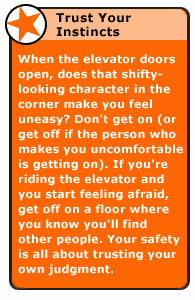 Trust Your
Instincts
When the elevator doors
open, does that shifty-
looking character in the
corner make you feel
uneasy? Don't get on (or
get off if the person who
makes you uncomfortable
is getting on). If you're
riding the elevator and
you start feeling afraid,
get off on a floor where
you know you'll find
other people. Your safety
is all about trusting your
own judgment.